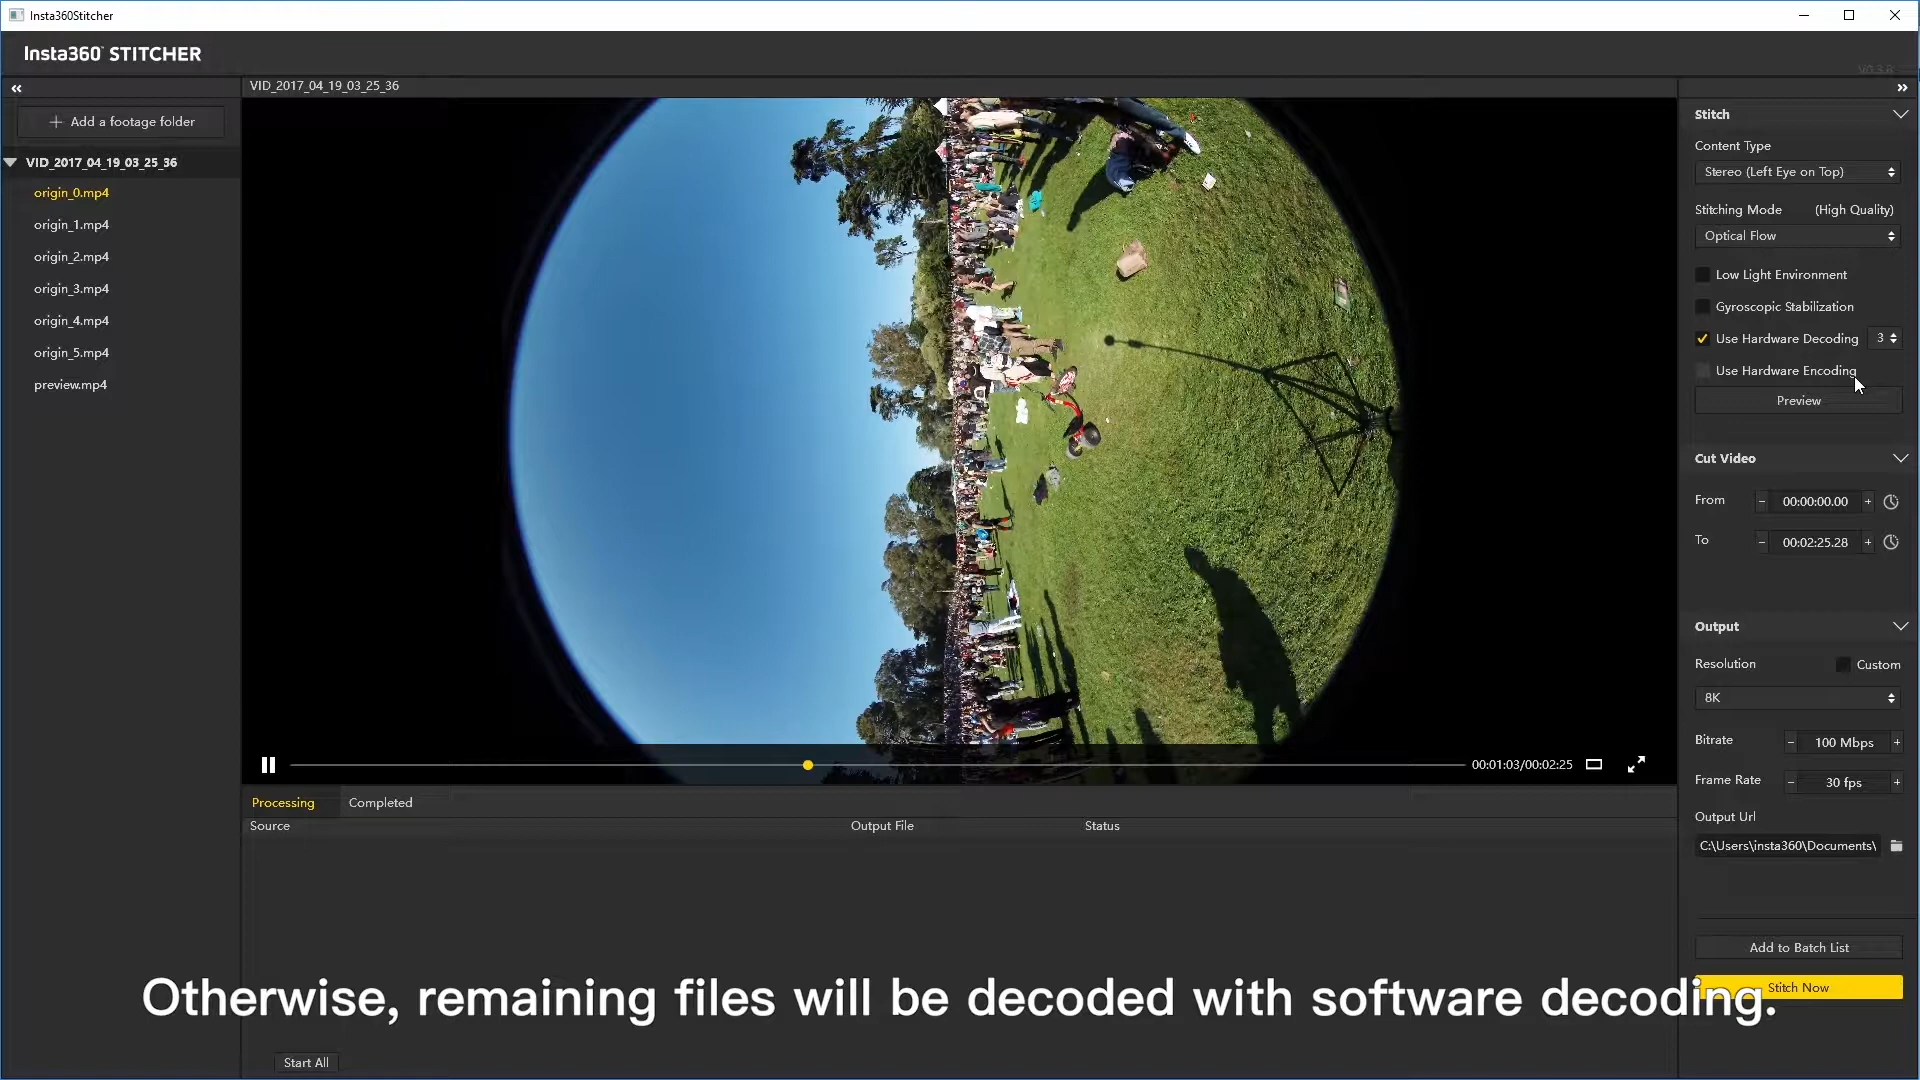 Insta360Stitcher
Insta360 STITCHER
V0.3.8
VID_2017_04_19_03_25_36
Add a footage folder
VID_2017_04_19_03_25_36
origin_0.mp4
origin_1.mp4
origin_2.mp4
origin_3.mp4
origin_4.mp4
origin_5.mp4
preview.mp4
00:01:03/00:02:25
Processing
Completed
Source
Output File
Status
Start All
Stitch
Content Type
Stereo (Left Eye on Top)
Stitching Mode (High Quality)
Optical Flow
Low Light Environment
Gyroscopic Stabilization
Use Hardware Decoding 3
Use Hardware Encoding
Preview
Cut Video
From - 00:00:00.00 +
To - 00:02:25.28 +
Output
Resolution Custom
8K
Bitrate - 100 Mbps +
Frame Rate - 30 fps +
Output Url
C:\Users\insta360\Documents\
Add to Batch List
Stitch Now
Otherwise, remaining files will be decoded with software decoding.